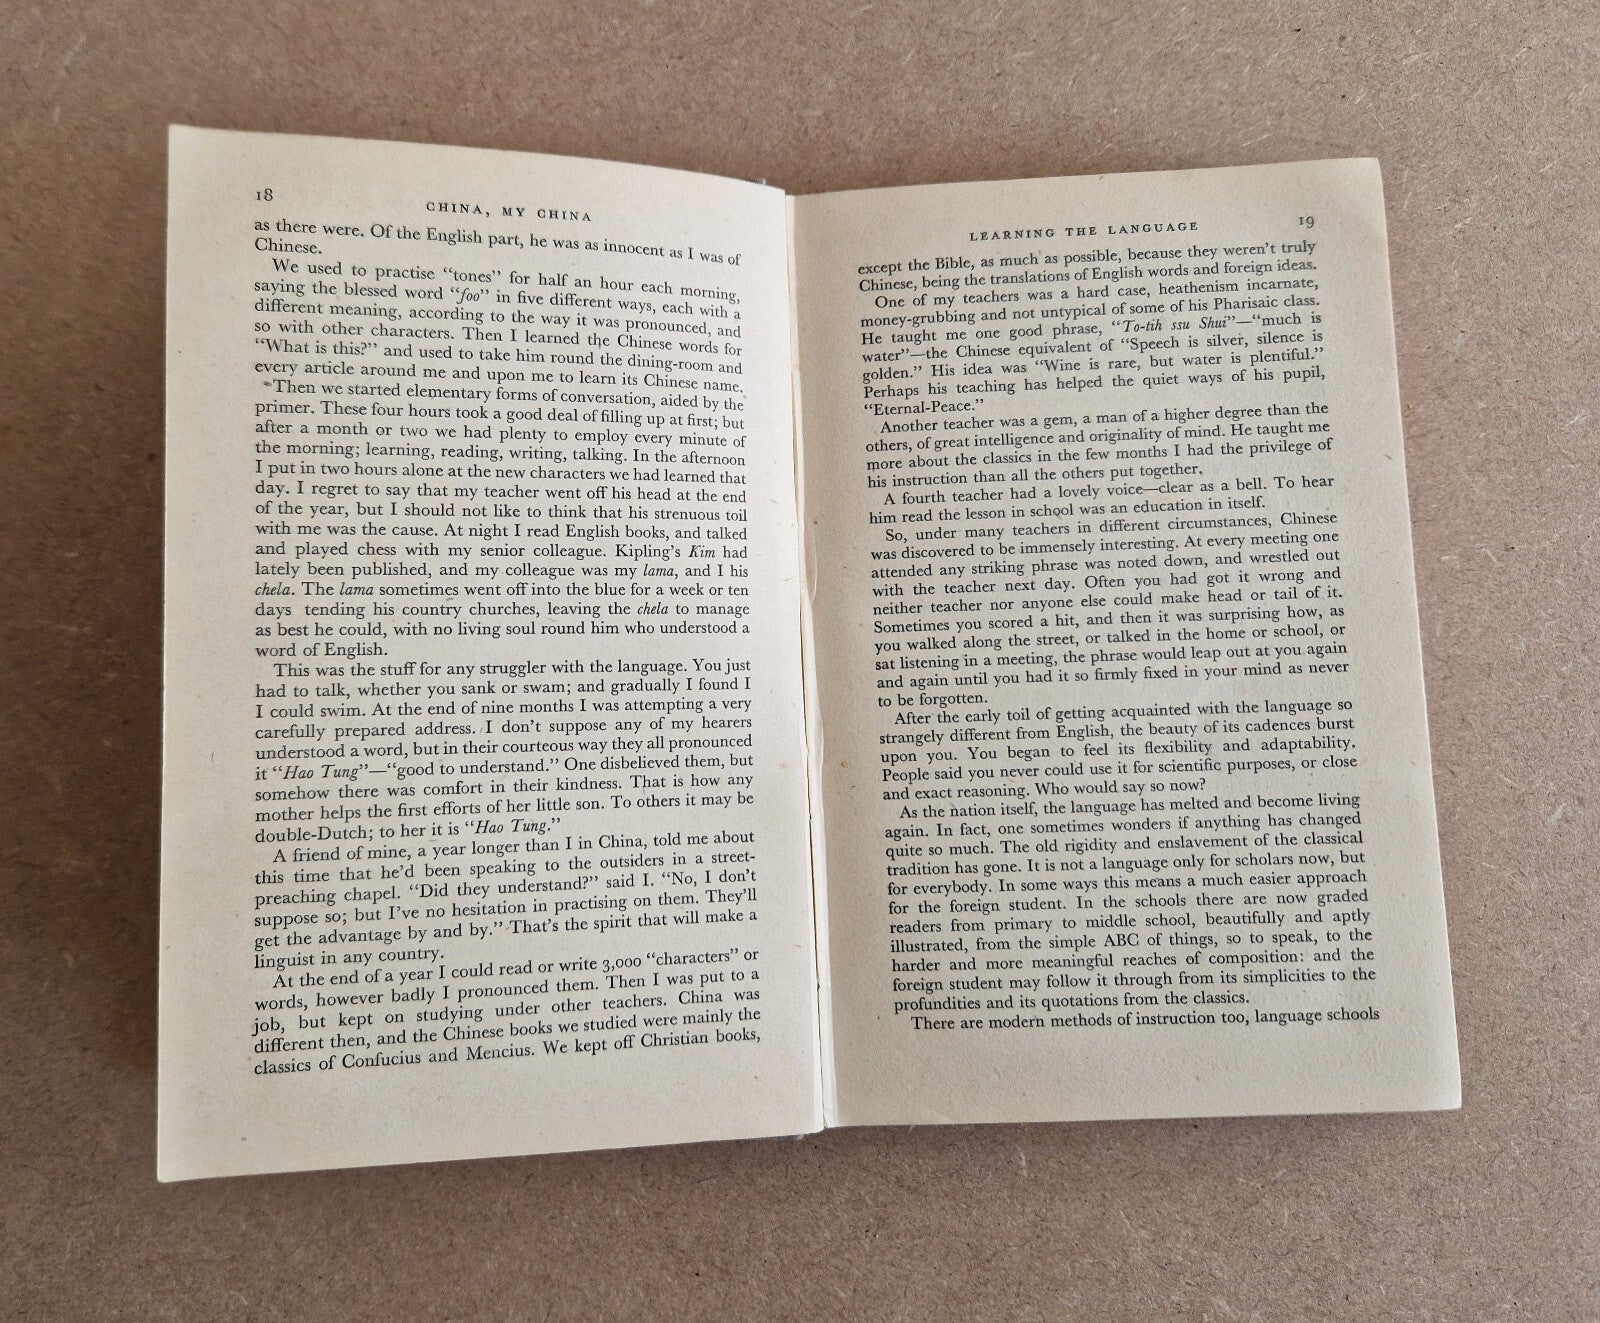 18
CHINA, MY CHINA
as there were. Of the English part, he was as innocent as I was of
Chinese.
We used to practise “tones” for half an hour each morning,
saying the blessed word “foo” in five different ways, each with a
different meaning, according to the way it was pronounced, and
so with other characters. Then I learned the Chinese words for
“What is this?” and used to take him round the dining-room and
every article around me and upon me to learn its Chinese name.
Then we started elementary forms of conversation, aided by the
primer. These four hours took a good deal of filling up at first; but
after a month or two we had plenty to employ every minute of
the morning; learning, reading, writing, talking. In the afternoon
I put in two hours alone at the new characters we had learned that
day. I regret to say that my teacher went off his head at the end
of the year, but I should not like to think that his strenuous toil
with me was the cause. At night I read English books, and talked
and played chess with my senior colleague. Kipling’s Kim had
lately been published, and my colleague was my lama, and I his
chela. The lama sometimes went off into the blue for a week or ten
days tending his country churches, leaving the chela to manage
as best he could, with no living soul round him who understood a
word of English.
This was the stuff for any struggler with the language. You just
had to talk, whether you sank or swam; and gradually I found I
I could swim. At the end of nine months I was attempting a very
carefully prepared address. I don’t suppose any of my hearers
understood a word, but in their courteous way they all pronounced
it “Hao Tung”—“good to understand.” One disbelieved them, but
somehow there was comfort in their kindness. That is how any
mother helps the first efforts of her little son. To others it may be
double-Dutch; to her it is “Hao Tung.”
A friend of mine, a year longer than I in China, told me about
this time that he’d been speaking to the outsiders in a street-
preaching chapel. “Did they understand?” said I. “No, I don’t
suppose so; but I’ve no hesitation in practising on them. They’ll
get the advantage by and by.” That’s the spirit that will make a
linguist in any country.
At the end of a year I could read or write 3,000 “characters” or
words, however badly I pronounced them. Then I was put to a
job, but kept on studying under other teachers. China was
different then, and the Chinese books we studied were mainly the
classics of Confucius and Mencius. We kept off Christian books,
LEARNING THE LANGUAGE
19
except the Bible, as much as possible, because they weren’t truly
Chinese, being the translations of English words and foreign ideas.
One of my teachers was a hard case, heathenism incarnate,
money-grubbing and not untypical of some of his Pharisaic class.
He taught me one good phrase, “To-tih ssu Shui”—“much is
water”—the Chinese equivalent of “Speech is silver, silence is
golden.” His idea was “Wine is rare, but water is plentiful.”
Perhaps his teaching has helped the quiet ways of his pupil,
“Eternal-Peace.”
Another teacher was a gem, a man of a higher degree than the
others, of great intelligence and originality of mind. He taught me
more about the classics in the few months I had the privilege of
his instruction than all the others put together.
A fourth teacher had a lovely voice—clear as a bell. To hear
him read the lesson in school was an education in itself.
So, under many teachers in different circumstances, Chinese
was discovered to be immensely interesting. At every meeting one
attended any striking phrase was noted down, and wrestled out
with the teacher next day. Often you had got it wrong and
neither teacher nor anyone else could make head or tail of it.
Sometimes you scored a hit, and then it was surprising how, as
you walked along the street, or talked in the home or school, or
sat listening in a meeting, the phrase would leap out at you again
and again until you had it so firmly fixed in your mind as never
to be forgotten.
After the early toil of getting acquainted with the language so
strangely different from English, the beauty of its cadences burst
upon you. You began to feel its flexibility and adaptability.
People said you never could use it for scientific purposes, or close
and exact reasoning. Who would say so now?
As the nation itself, the language has melted and become living
again. In fact, one sometimes wonders if anything has changed
quite so much. The old rigidity and enslavement of the classical
tradition has gone. It is not a language only for scholars now, but
for everybody. In some ways this means a much easier approach
for the foreign student. In the schools there are now graded
readers from primary to middle school, beautifully and aptly
illustrated, from the simple ABC of things, so to speak, to the
harder and more meaningful reaches of composition: and the
foreign student may follow it through from its simplicities to the
profundities and its quotations from the classics.
There are modern methods of instruction too, language schools